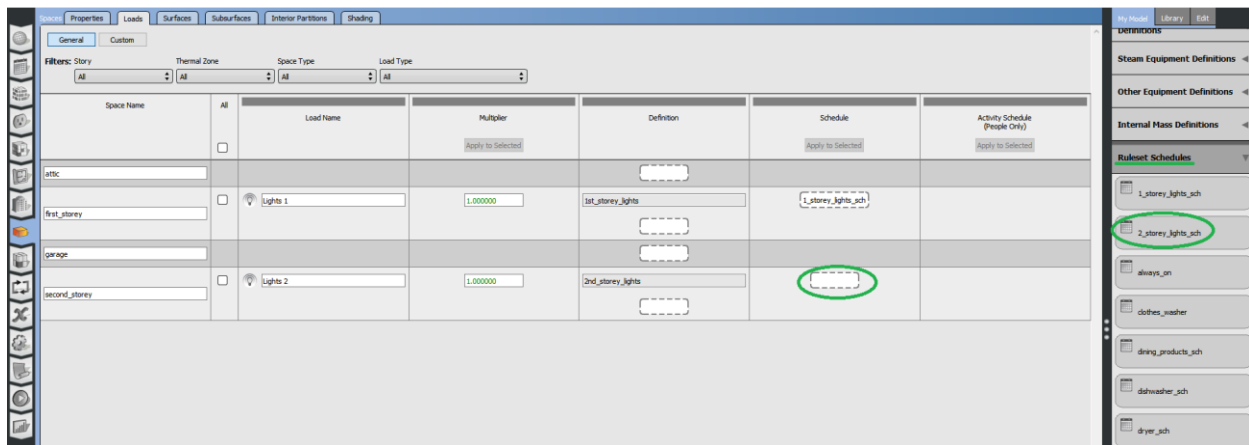 Spaces Properties Loads Surfaces Subsurfaces Interior Partitions Shading
General Custom
Filters: Story Thermal Zone Space Type Load Type
All All All All
Space Name All Load Name Multiplier Definition Schedule Activity Schedule
(People Only)
Apply to Selected Apply to Selected Apply to Selected
attic
first_storey Lights 1 1.000000 1st_storey_lights 1_storey_lights_sch
garage
second_storey Lights 2 1.000000 2nd_storey_lights
My Model Library Edit
Definitions
Steam Equipment Definitions
Other Equipment Definitions
Internal Mass Definitions
Ruleset Schedules
1_storey_lights_sch
2_storey_lights_sch
always_on
clothes_washer
dining_products_sch
dishwasher_sch
dryer_sch